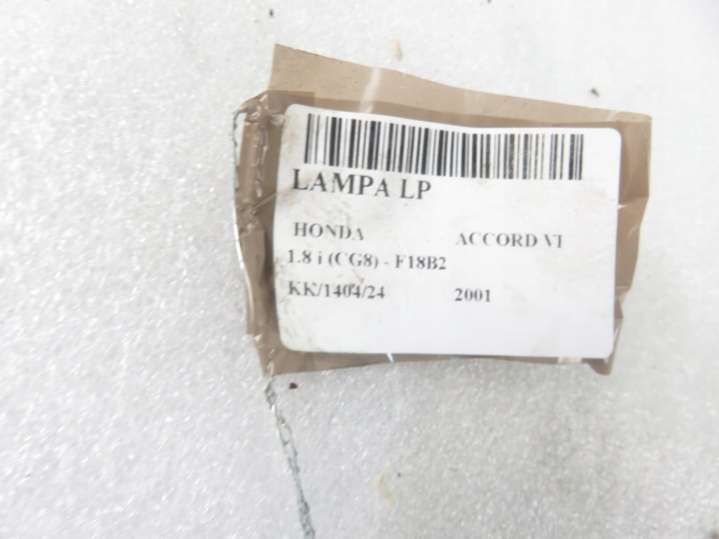 LAMPA LP
HONDA ACCORD VI
1.8 i (CG8) - F18B2
KK/1404/24 2001